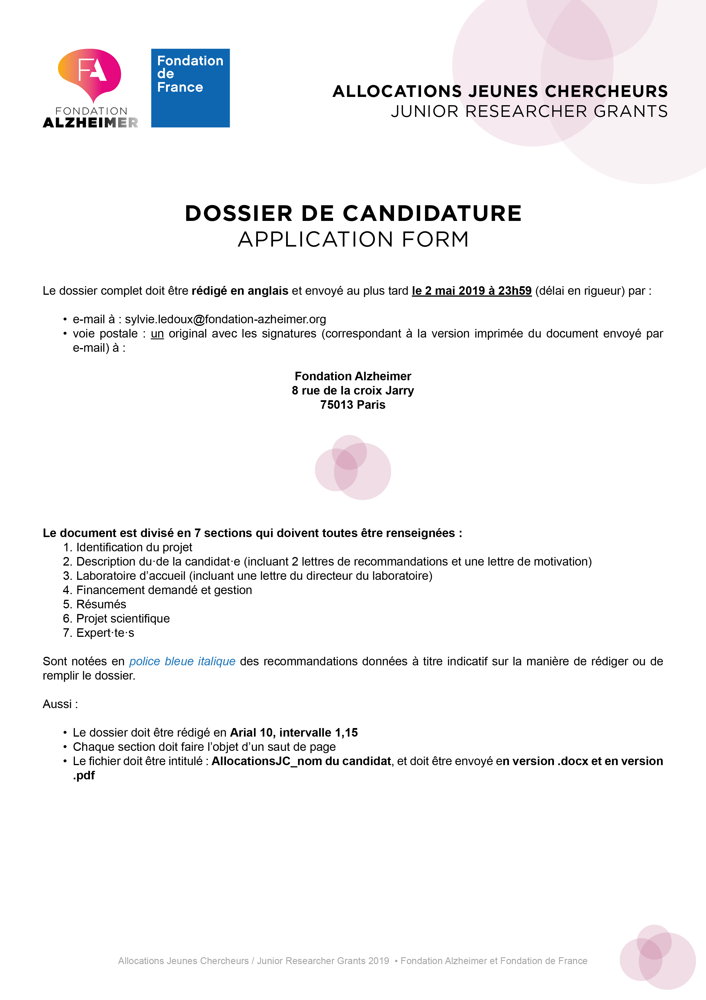 FA
FONDATION
ALZHEIMER
Fondation
de
France
ALLOCATIONS JEUNES CHERCHEURS
JUNIOR RESEARCHER GRANTS
DOSSIER DE CANDIDATURE
APPLICATION FORM
Le dossier complet doit être rédigé en anglais et envoyé au plus tard le 2 mai 2019 à 23h59 (délai en rigueur) par :
• e-mail à : sylvie.ledoux@fondation-azheimer.org
• voie postale : un original avec les signatures (correspondant à la version imprimée du document envoyé par
e-mail) à :
Fondation Alzheimer
8 rue de la croix Jarry
75013 Paris
Le document est divisé en 7 sections qui doivent toutes être renseignées :
1. Identification du projet
2. Description du·de la candidat·e (incluant 2 lettres de recommandations et une lettre de motivation)
3. Laboratoire d’accueil (incluant une lettre du directeur du laboratoire)
4. Financement demandé et gestion
5. Résumés
6. Projet scientifique
7. Expert·te·s
Sont notées en police bleue italique des recommandations données à titre indicatif sur la manière de rédiger ou de
remplir le dossier.
Aussi :
• Le dossier doit être rédigé en Arial 10, intervalle 1,15
• Chaque section doit faire l’objet d’un saut de page
• Le fichier doit être intitulé : AllocationsJC_nom du candidat, et doit être envoyé en version .docx et en version
.pdf
Allocations Jeunes Chercheurs / Junior Researcher Grants 2019 • Fondation Alzheimer et Fondation de France